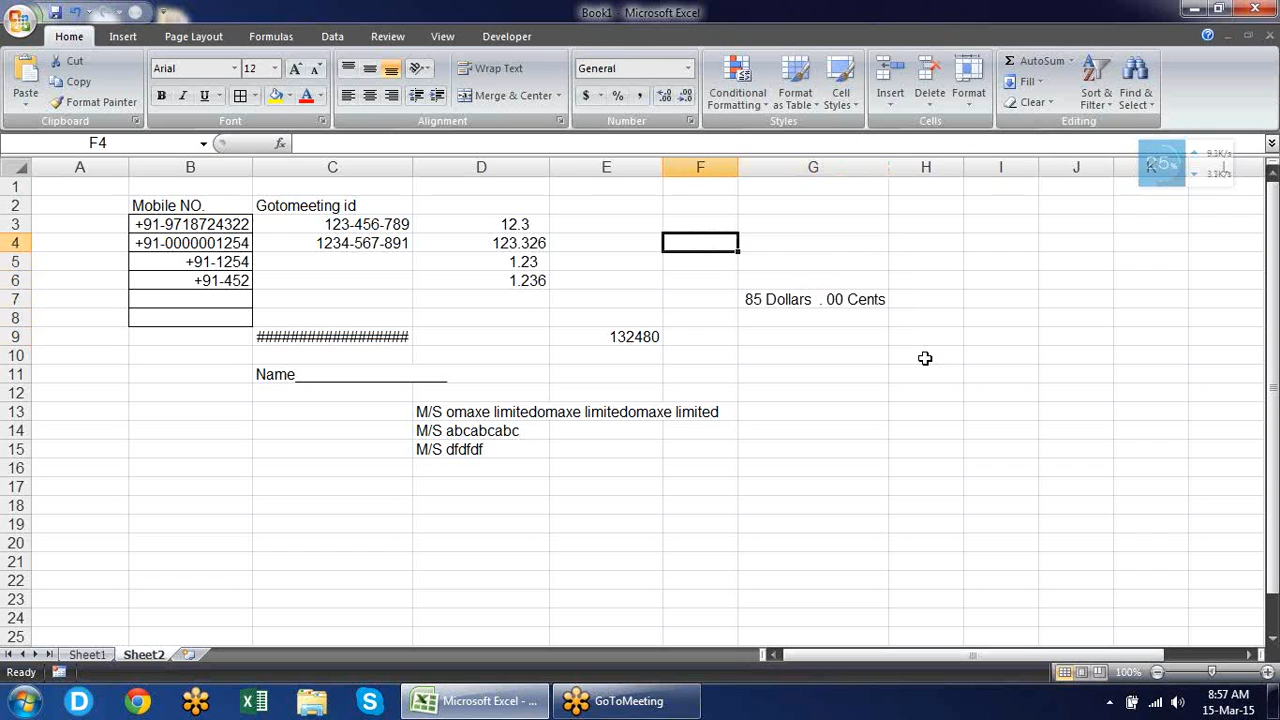 Book1 - Microsoft Excel
Home Insert Page Layout Formulas Data Review View Developer
Paste Cut Copy Format Painter Clipboard
Arial 12 Font
Wrap Text Merge & Center Alignment
General $ % , Number
Conditional Formatting Format as Table Cell Styles Styles
Insert Delete Format Cells
AutoSum Fill Clear Sort & Filter Find & Select Editing
F4 fx
A B C D E F G H I J K
1
2 Mobile NO. Gotomeeting id
3 +91-9718724322 123-456-789 12.3
4 +91-0000001254 1234-567-891 123.326
5 +91-1254 1.23
6 +91-452 1.236
7 85 Dollars . 00 Cents
8
9 ################### 132480
10
11 Name__________________
12
13 M/S omaxe limitedomaxe limitedomaxe limited
14 M/S abcabcabc
15 M/S dfdfdf
16
17
18
19
20
21
22
23
24
25
Sheet1 Sheet2
Ready 100%
Microsoft Excel - ... GoToMeeting
8:57 AM
15-Mar-15